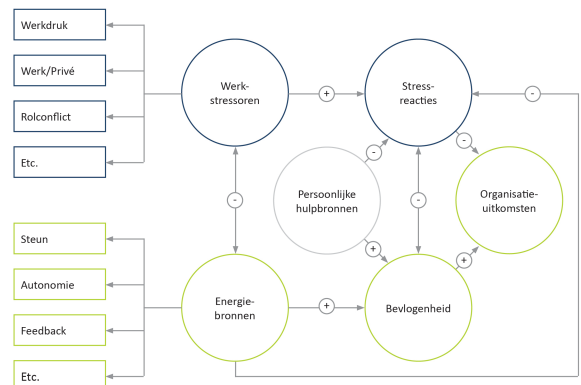 Werkdruk
Werk/Privé
Rolconflict
Etc.
Werk-
stressoren
+
Stress-
reacties
-
-
-
-
-
Persoonlijke
hulpbronnen
Organisatie-
uitkomsten
+
+
Steun
Autonomie
Feedback
Etc.
Energie-
bronnen
+
Bevlogenheid